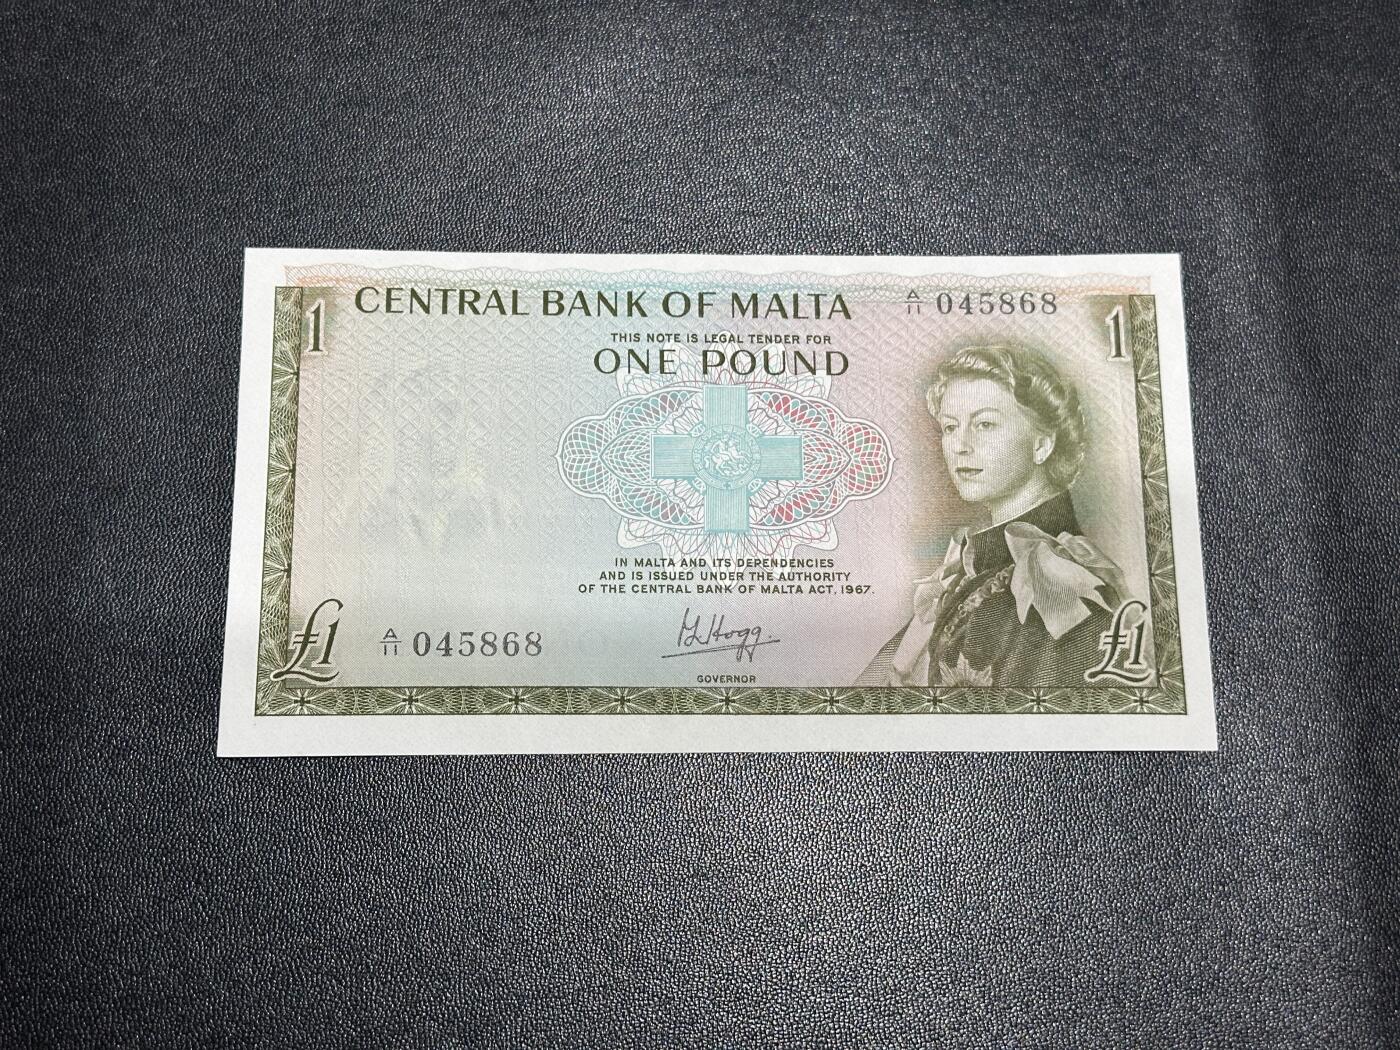 1 CENTRAL BANK OF MALTA A/11 045868 1
THIS NOTE IS LEGAL TENDER FOR
ONE POUND
IN MALTA AND ITS DEPENDENCIES
AND IS ISSUED UNDER THE AUTHORITY
OF THE CENTRAL BANK OF MALTA ACT, 1967.
£1 A/11 045868 £1
GOVERNOR